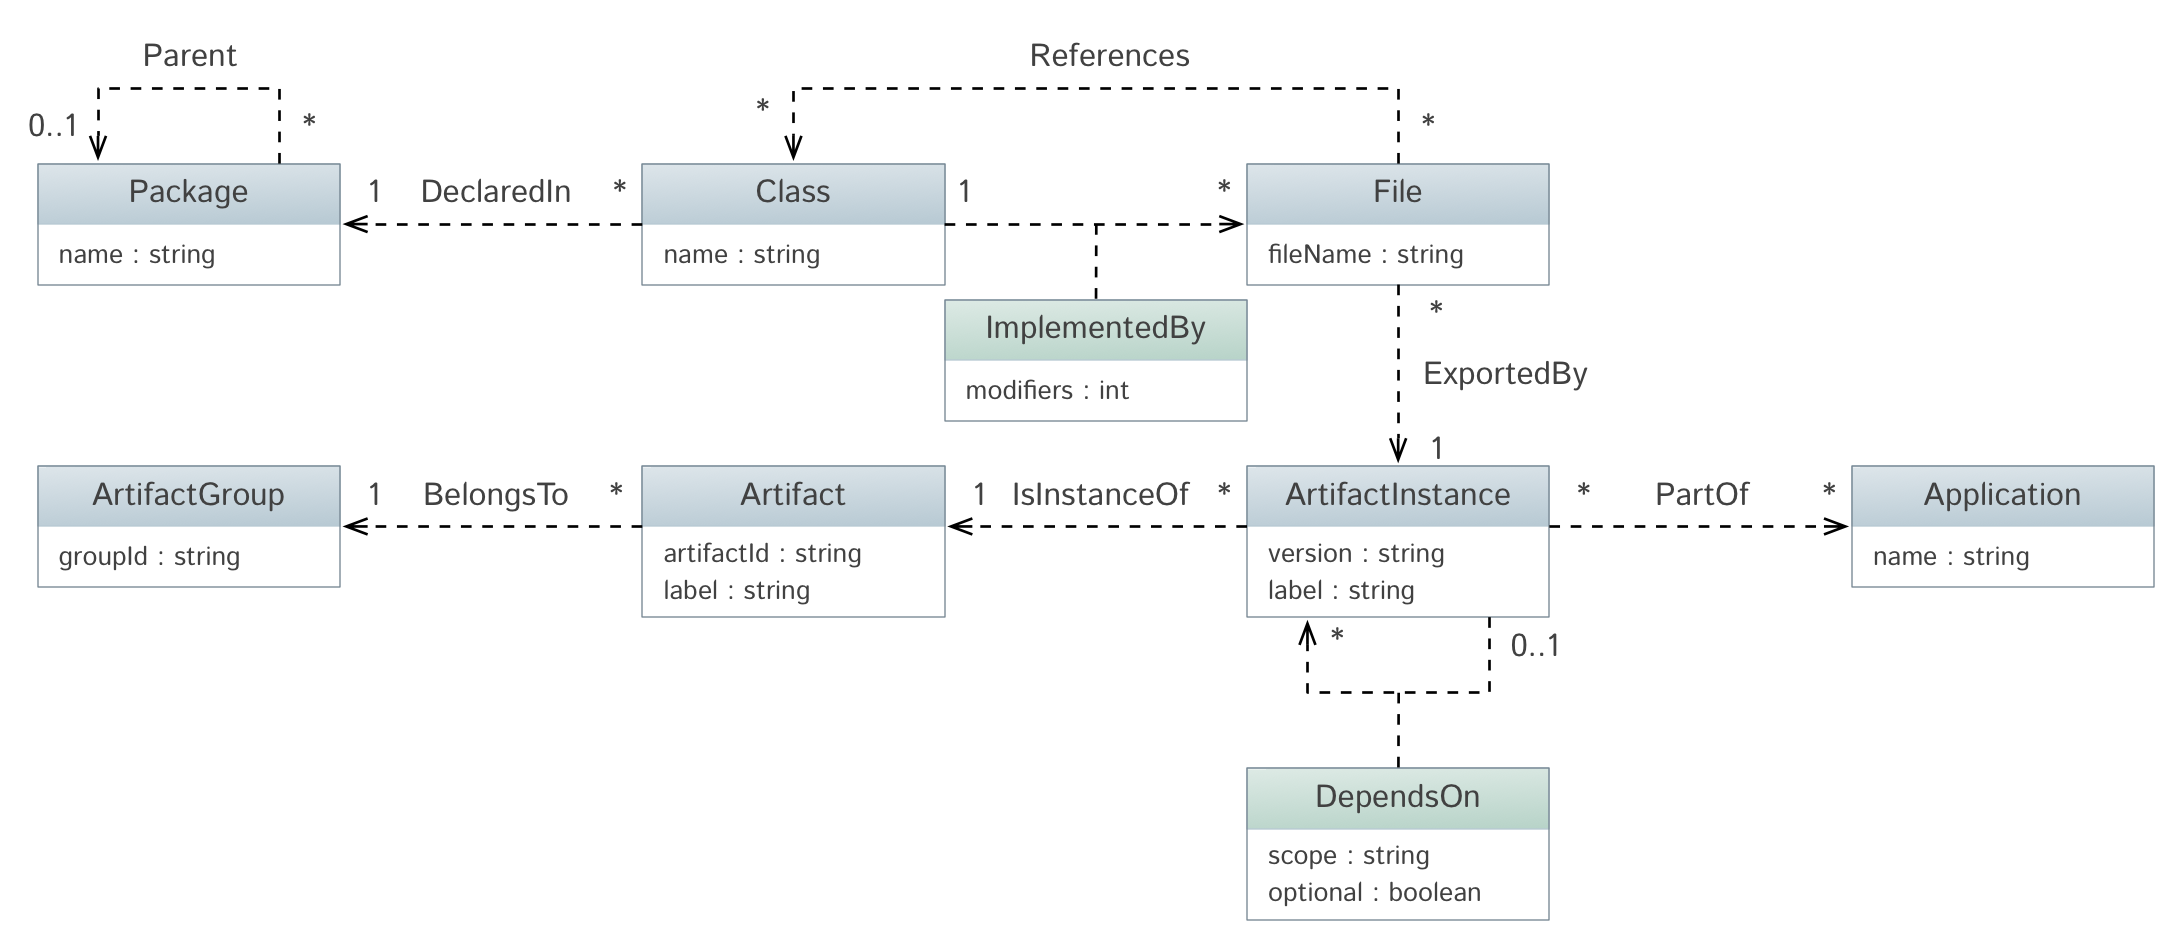 Parent
References
0..1
*
*
*
Package
name : string
1
DeclaredIn
*
Class
name : string
1
*
File
fileName : string
ImplementedBy
modifiers : int
*
ExportedBy
1
ArtifactGroup
groupId : string
1
BelongsTo
*
Artifact
artifactId : string
label : string
1
IsInstanceOf
*
ArtifactInstance
version : string
label : string
*
PartOf
*
Application
name : string
*
0..1
DependsOn
scope : string
optional : boolean